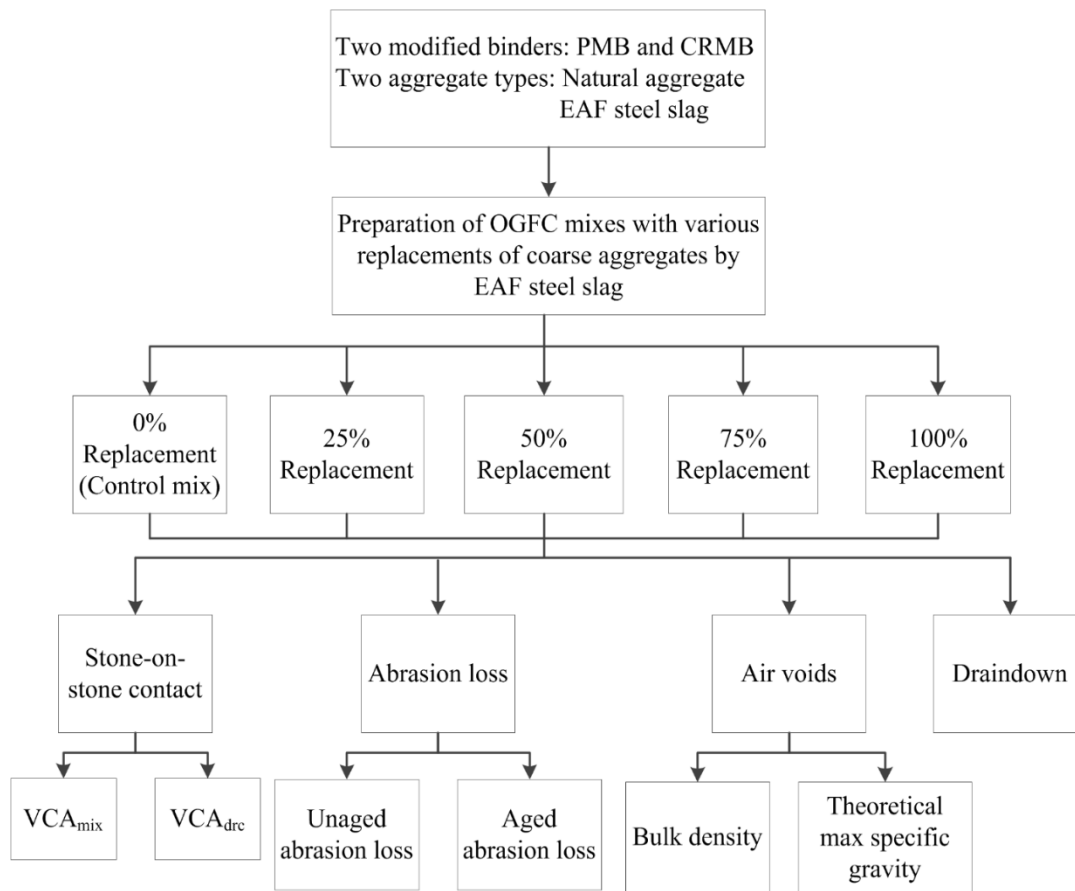 Two modified binders: PMB and CRMB
Two aggregate types: Natural aggregate
EAF steel slag
Preparation of OGFC mixes with various
replacements of coarse aggregates by
EAF steel slag
0%
Replacement
(Control mix)
25%
Replacement
50%
Replacement
75%
Replacement
100%
Replacement
Stone-on-
stone contact
Abrasion loss
Air voids
Draindown
VCAmix
VCAdrc
Unaged
abrasion loss
Aged
abrasion loss
Bulk density
Theoretical
max specific
gravity